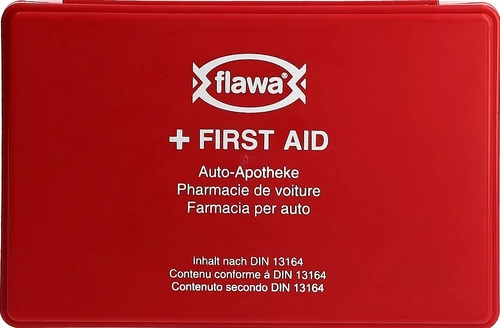 flawa®
+ FIRST AID
Auto-Apotheke
Pharmacie de voiture
Farmacia per auto
Inhalt nach DIN 13164
Contenu conforme á DIN 13164
Contenuto secondo DIN 13164